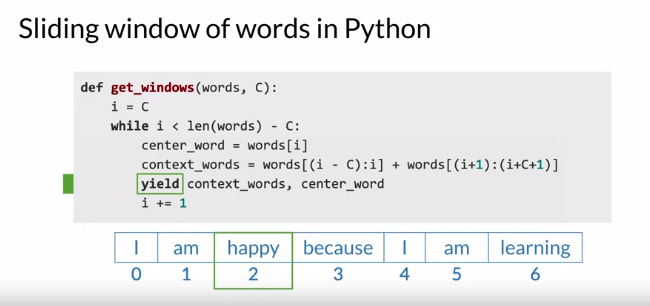 Sliding window of words in Python
def get_windows(words, C):
    i = C
    while i < len(words) - C:
        center_word = words[i]
        context_words = words[(i - C):i] + words[(i+1):(i+C+1)]
        yield context_words, center_word
        i += 1
I am happy because I am learning
0 1 2 3 4 5 6